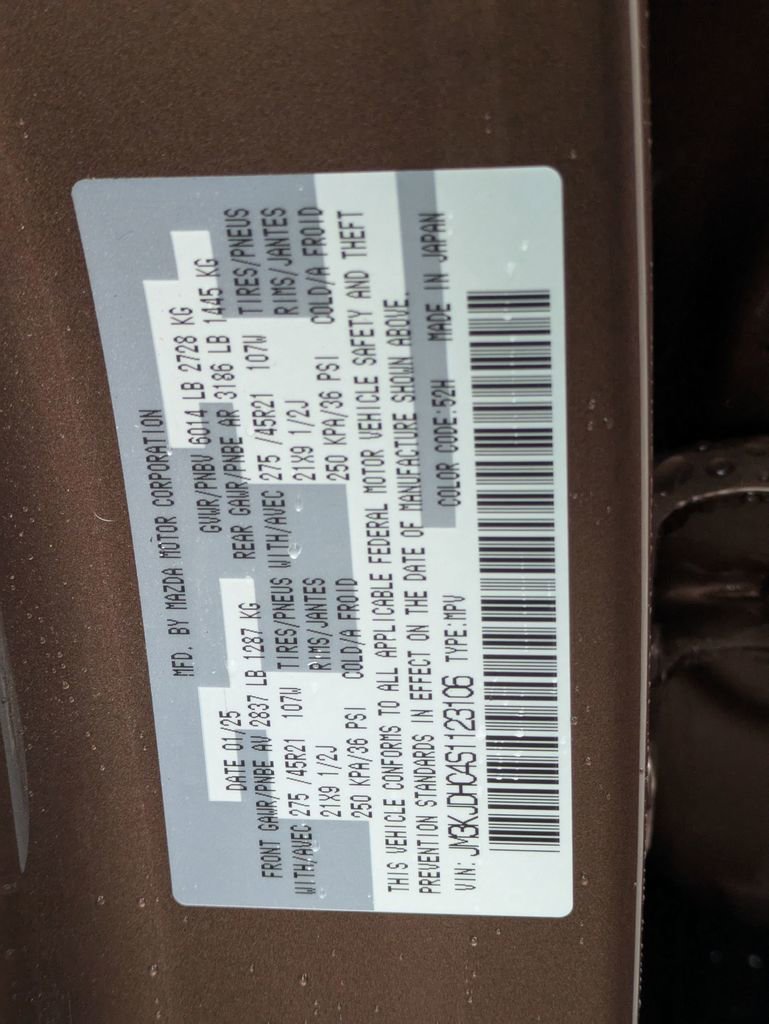 MFD. BY MAZDA MOTOR CORPORATION
DATE 01/25 GVWR/PNBV 6014 LB 2728 KG
FRONT GAWR/PNBE AV 2837 LB 1287 KG REAR GAWR/PNBE AR 3186 LB 1445 KG
WITH/AVEC 275 /45R21 107W TIRES/PNEUS WITH/AVEC 275 /45R21 107W TIRES/PNEUS
21X9 1/2J RIMS/JANTES 21X9 1/2J RIMS/JANTES
250 KPA/36 PSI COLD/A FROID 250 KPA/36 PSI COLD/A FROID
THIS VEHICLE CONFORMS TO ALL APPLICABLE FEDERAL MOTOR VEHICLE SAFETY AND THEFT
PREVENTION STANDARDS IN EFFECT ON THE DATE OF MANUFACTURE SHOWN ABOVE.
VIN: JM3KJDHC4S1123106 TYPE:MPV COLOR CODE:52H MADE IN JAPAN